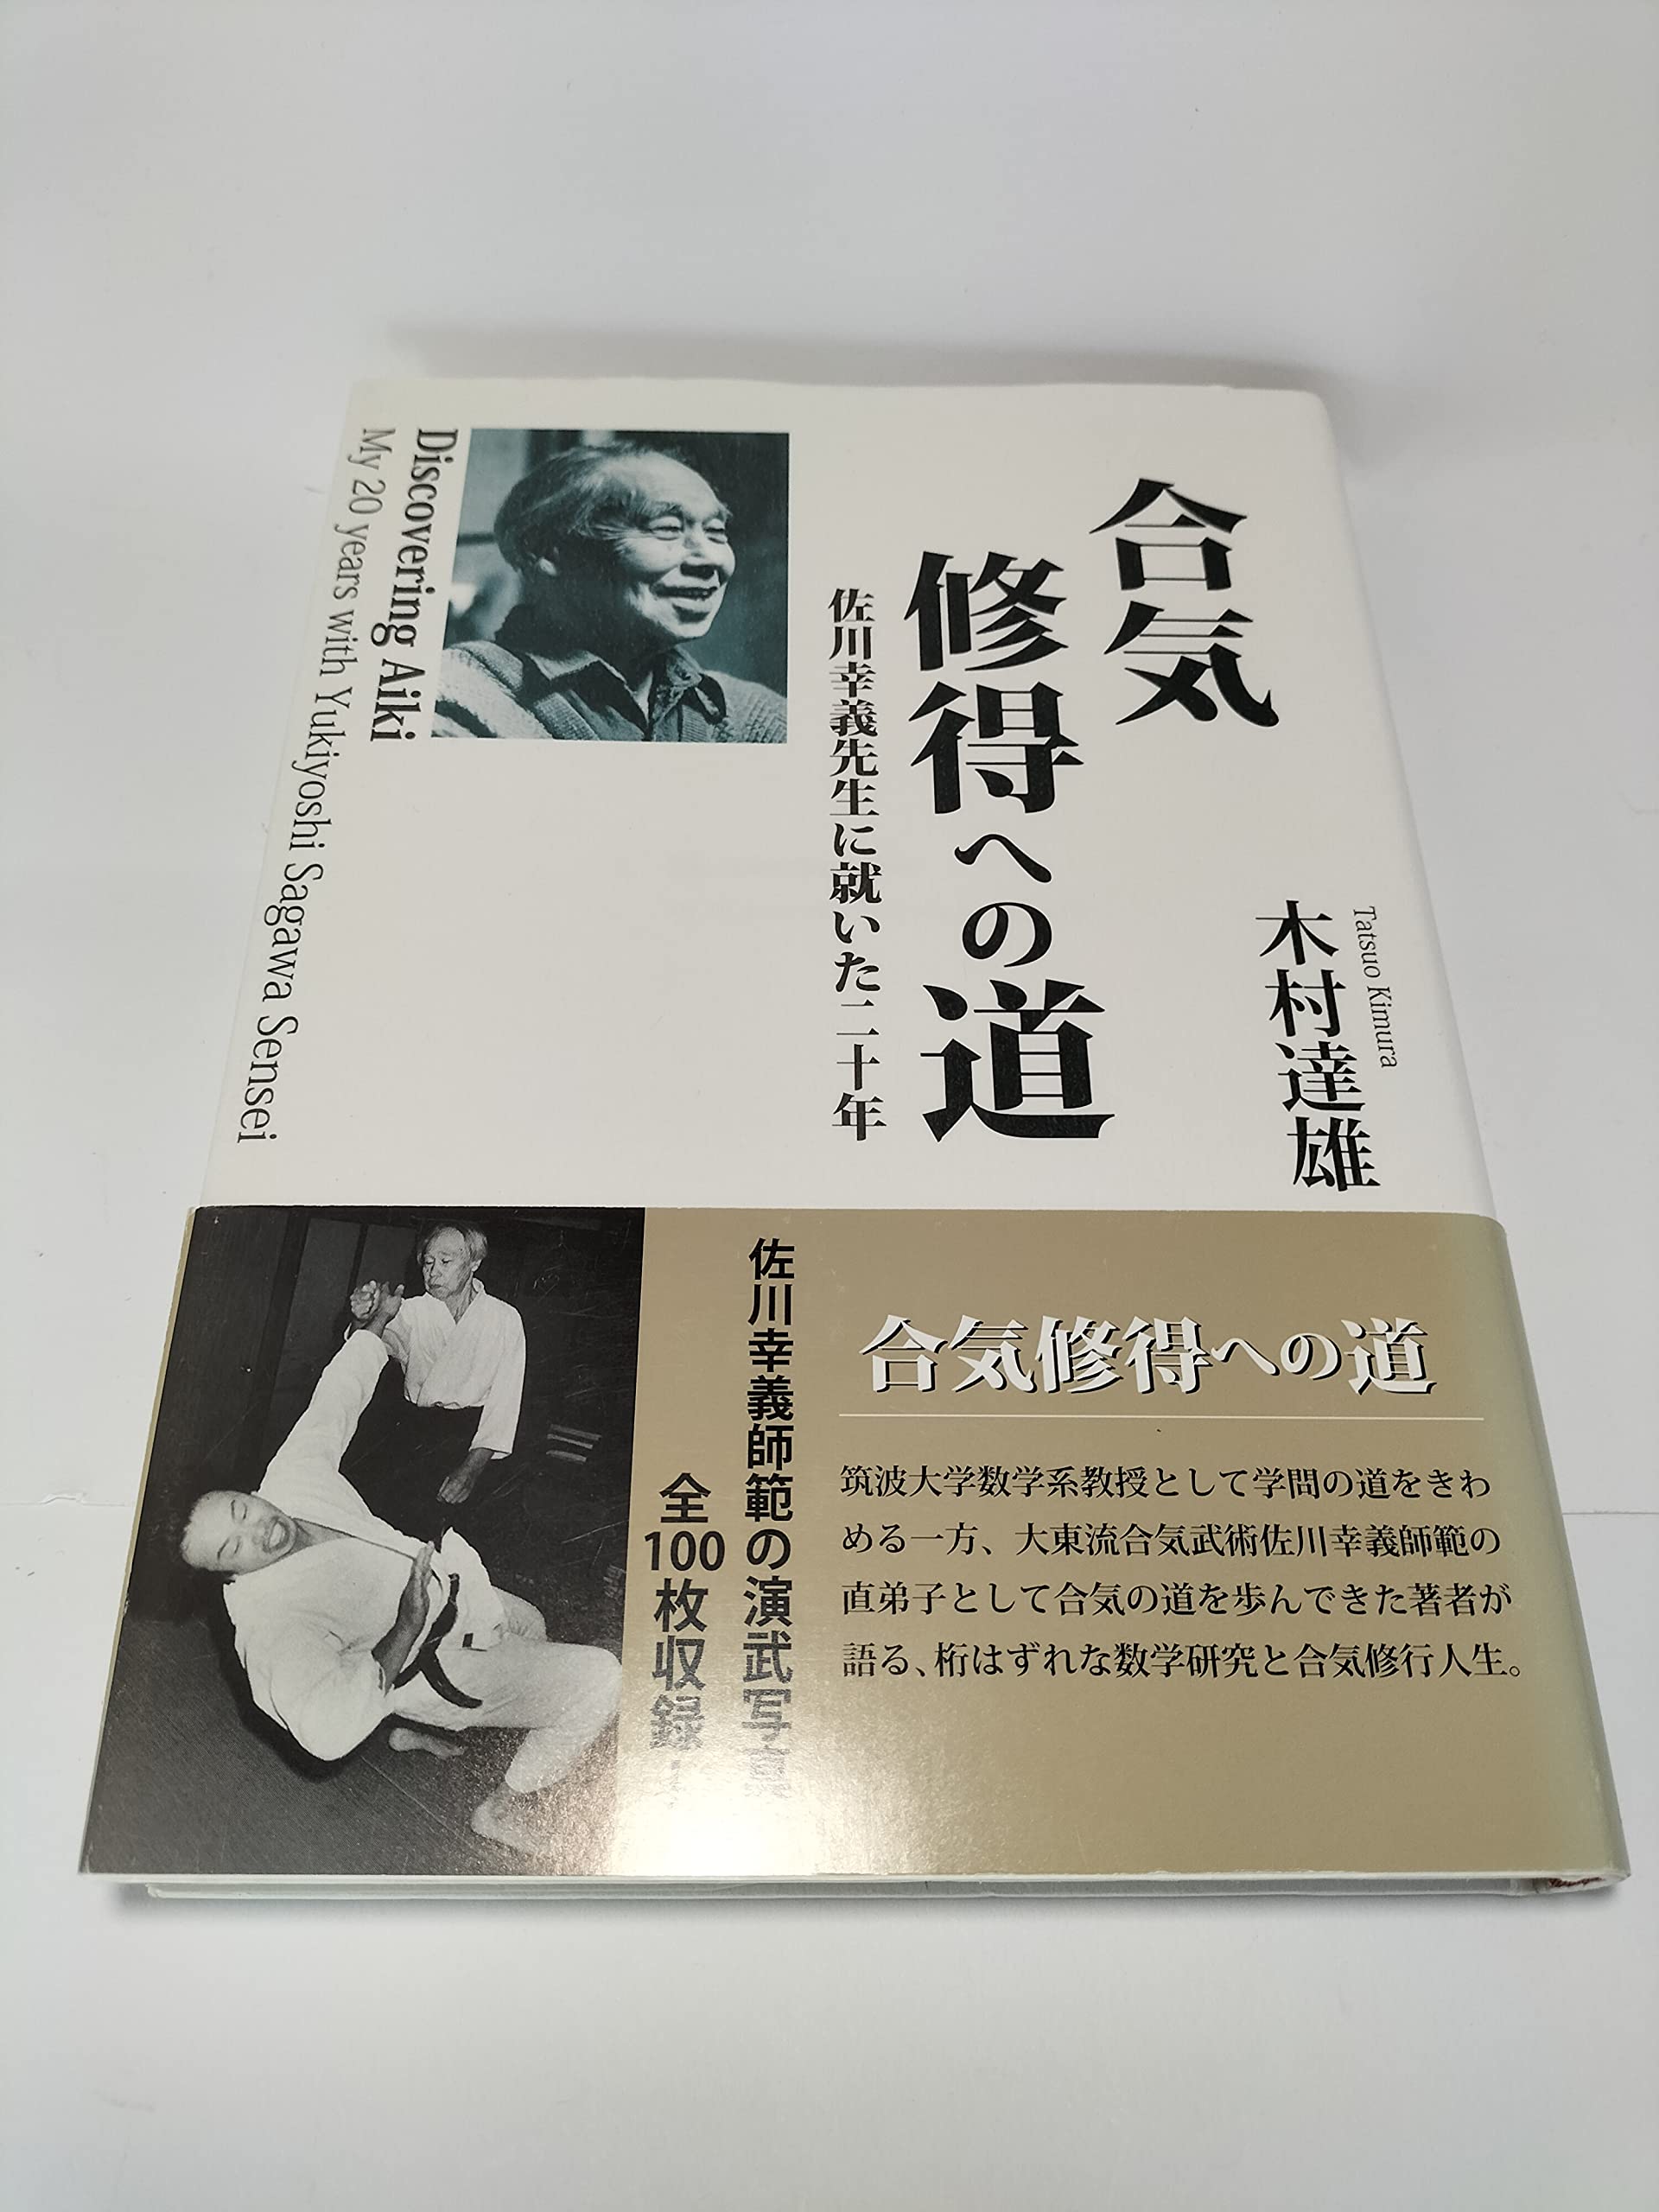 Tatsuo Kimura
木村達雄
合気
修得への道
佐川幸義先生に就いた二十年
Discovering Aiki
My 20 years with Yukiyoshi Sagawa Sensei
合気修得への道
筑波大学数学系教授として学問の道をきわ
める一方、大東流合気武術佐川幸義師範の
直弟子として合気の道を歩んできた著者が
語る、桁はずれな数学研究と合気修行人生。
佐川幸義師範の演武写真
全100枚収録